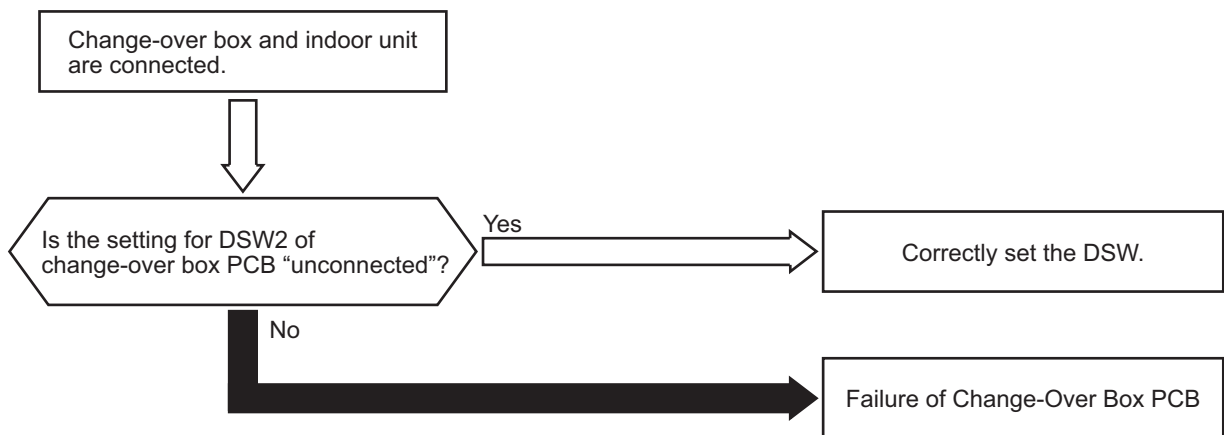 Change-over box and indoor unit
are connected.
Is the setting for DSW2 of
change-over box PCB “unconnected”?
Yes
Correctly set the DSW.
No
Failure of Change-Over Box PCB